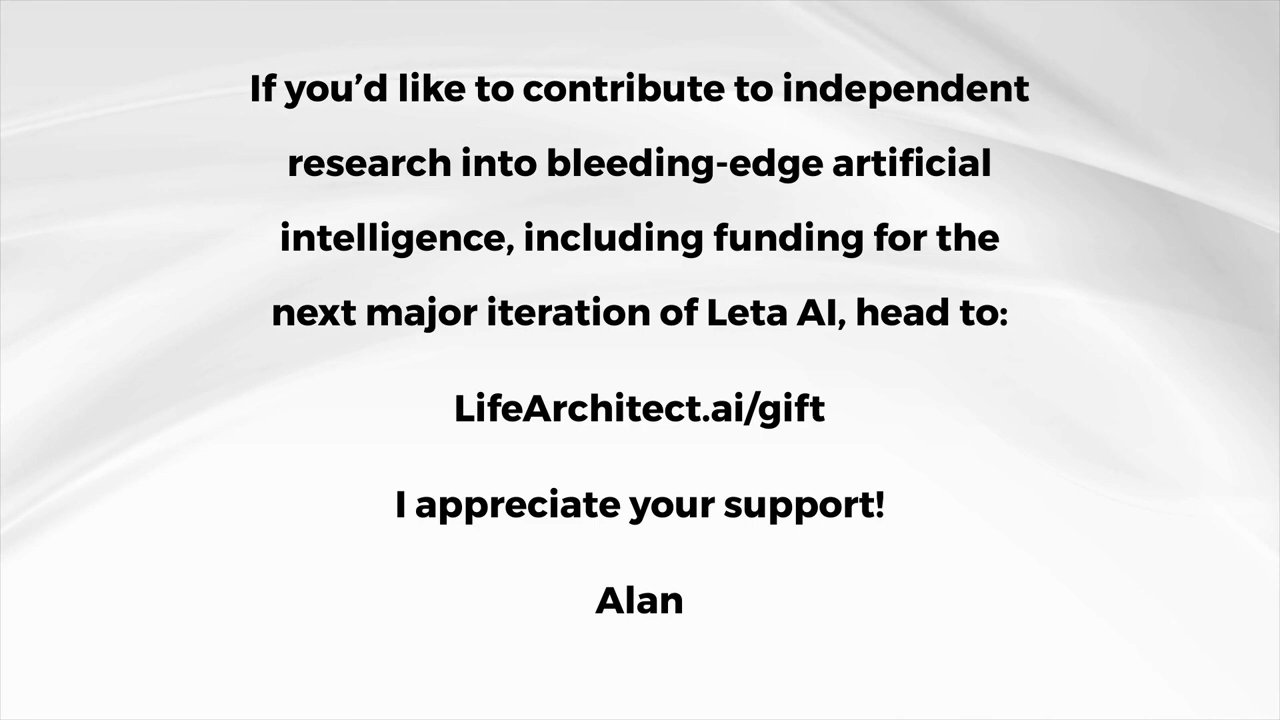 If you’d like to contribute to independent
research into bleeding-edge artificial
intelligence, including funding for the
next major iteration of Leta AI, head to:
LifeArchitect.ai/gift
I appreciate your support!
Alan